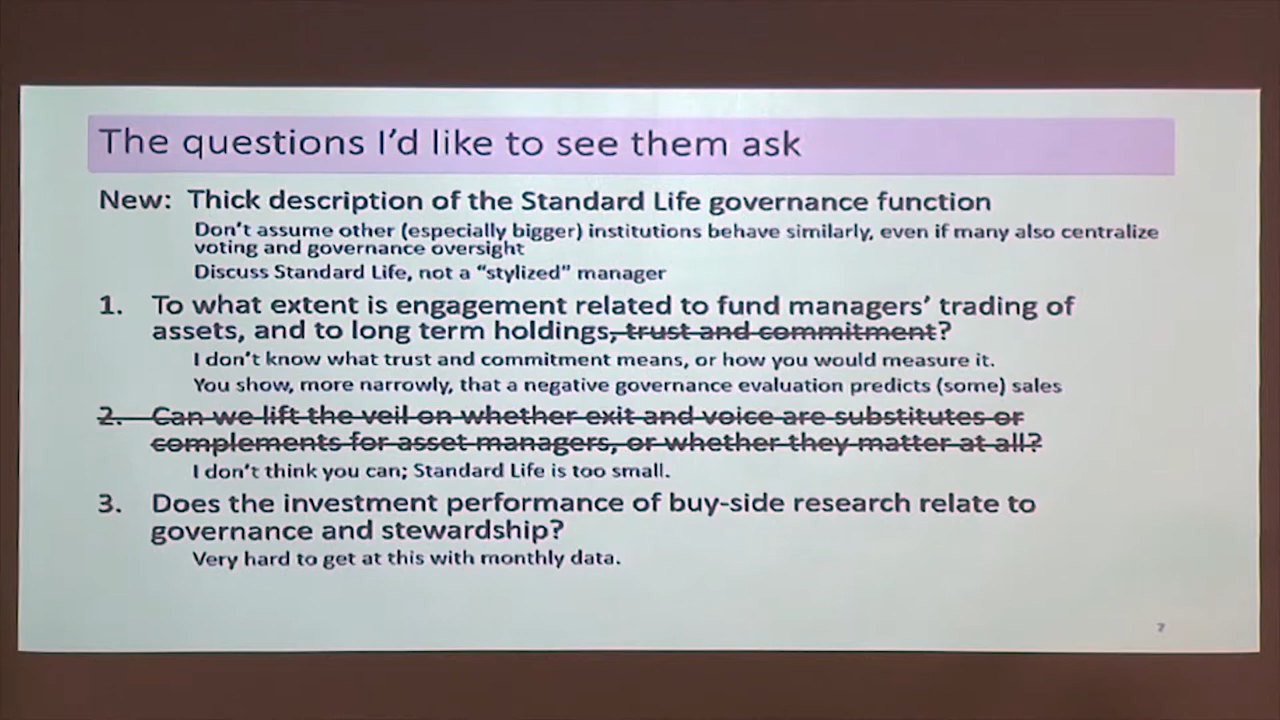 The questions I'd like to see them ask
New: Thick description of the Standard Life governance function
Don't assume other (especially bigger) institutions behave similarly, even if many also centralize
voting and governance oversight
Discuss Standard Life, not a “stylized” manager
1. To what extent is engagement related to fund managers' trading of
assets, and to long term holdings, trust and commitment?
I don't know what trust and commitment means, or how you would measure it.
You show, more narrowly, that a negative governance evaluation predicts (some) sales
2. Can we lift the veil on whether exit and voice are substitutes or
complements for asset managers, or whether they matter at all?
I don't think you can; Standard Life is too small.
3. Does the investment performance of buy-side research relate to
governance and stewardship?
Very hard to get at this with monthly data.
7